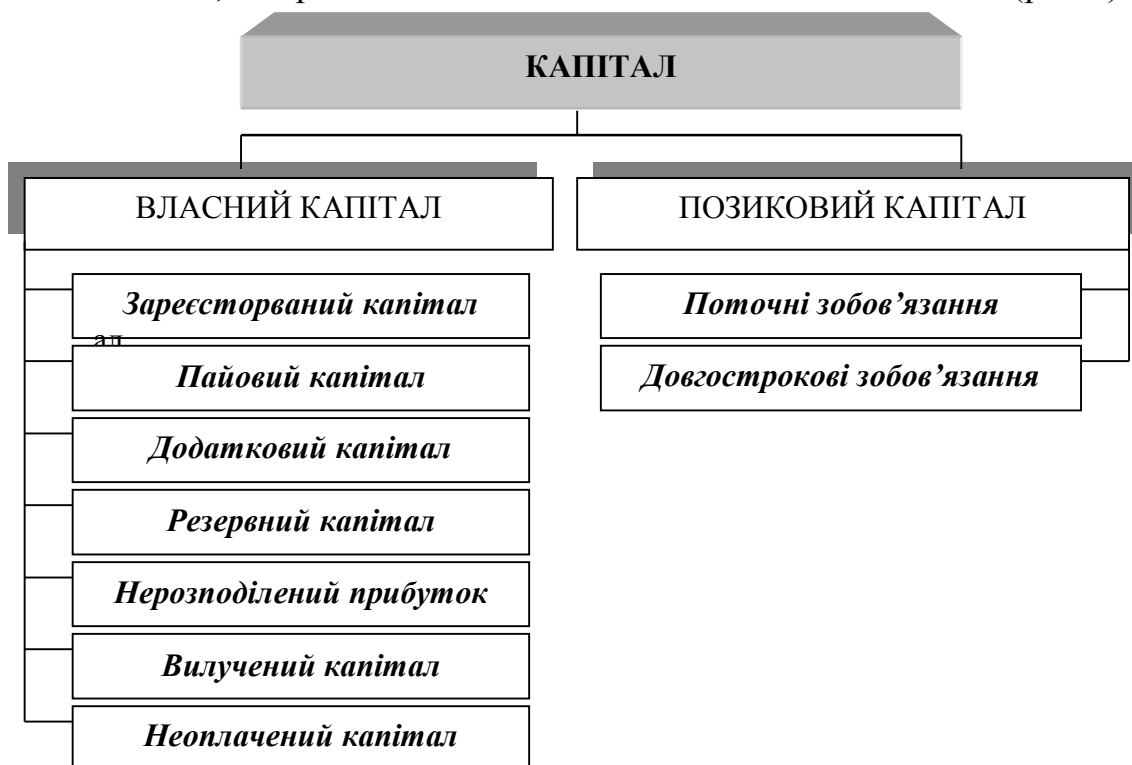 КАПІТАЛ
ВЛАСНИЙ КАПІТАЛ
ПОЗИКОВИЙ КАПІТАЛ
Зареєсторваний капітал
ал
Пайовий капітал
Додатковий капітал
Резервний капітал
Нерозподілений прибуток
Вилучений капітал
Неоплачений капітал
Поточні зобов’язання
Довгострокові зобов’язання